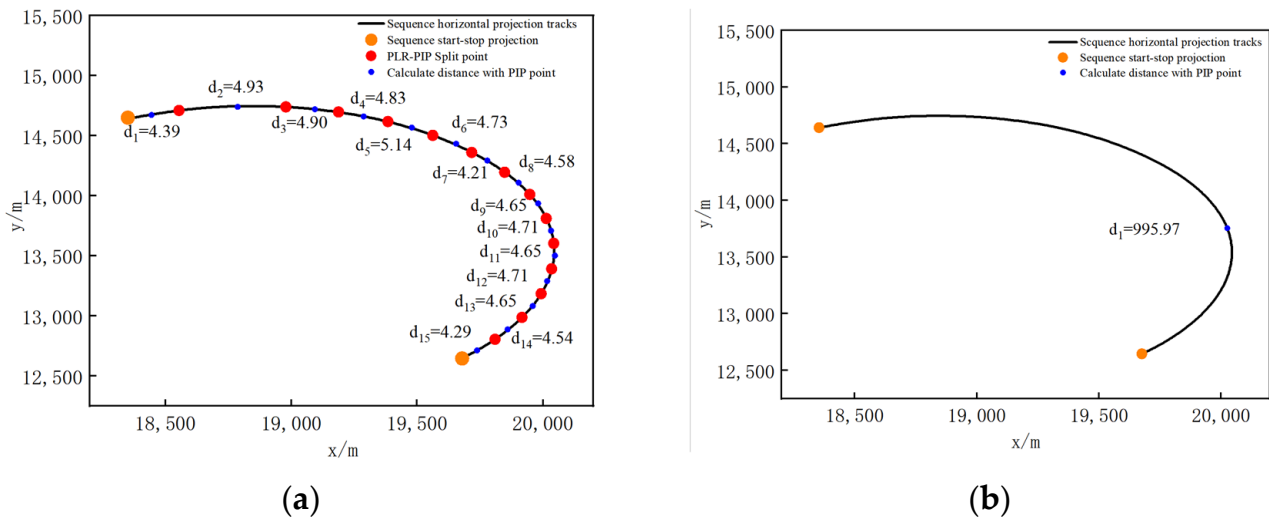 15,500
15,000
14,500
14,000
13,500
13,000
12,500
y/m
Sequence horizontal projection tracks
Sequence start-stop projection
PLR-PIP Split point
Calculate distance with PIP point
d1=4.39
d2=4.93
d3=4.90
d4=4.83
d5=5.14
d6=4.73
d7=4.21
d8=4.58
d9=4.65
d10=4.71
d11=4.65
d12=4.71
d13=4.65
d14=4.54
d15=4.29
18,500 19,000 19,500 20,000
x/m
(a)
15,500
15,000
14,500
14,000
13,500
13,000
12,500
y/m
Sequence horizontal projection tracks
Sequence start-stop projection
Calculate distance with PIP point
d1=995.97
18,500 19,000 19,500 20,000
x/m
(b)